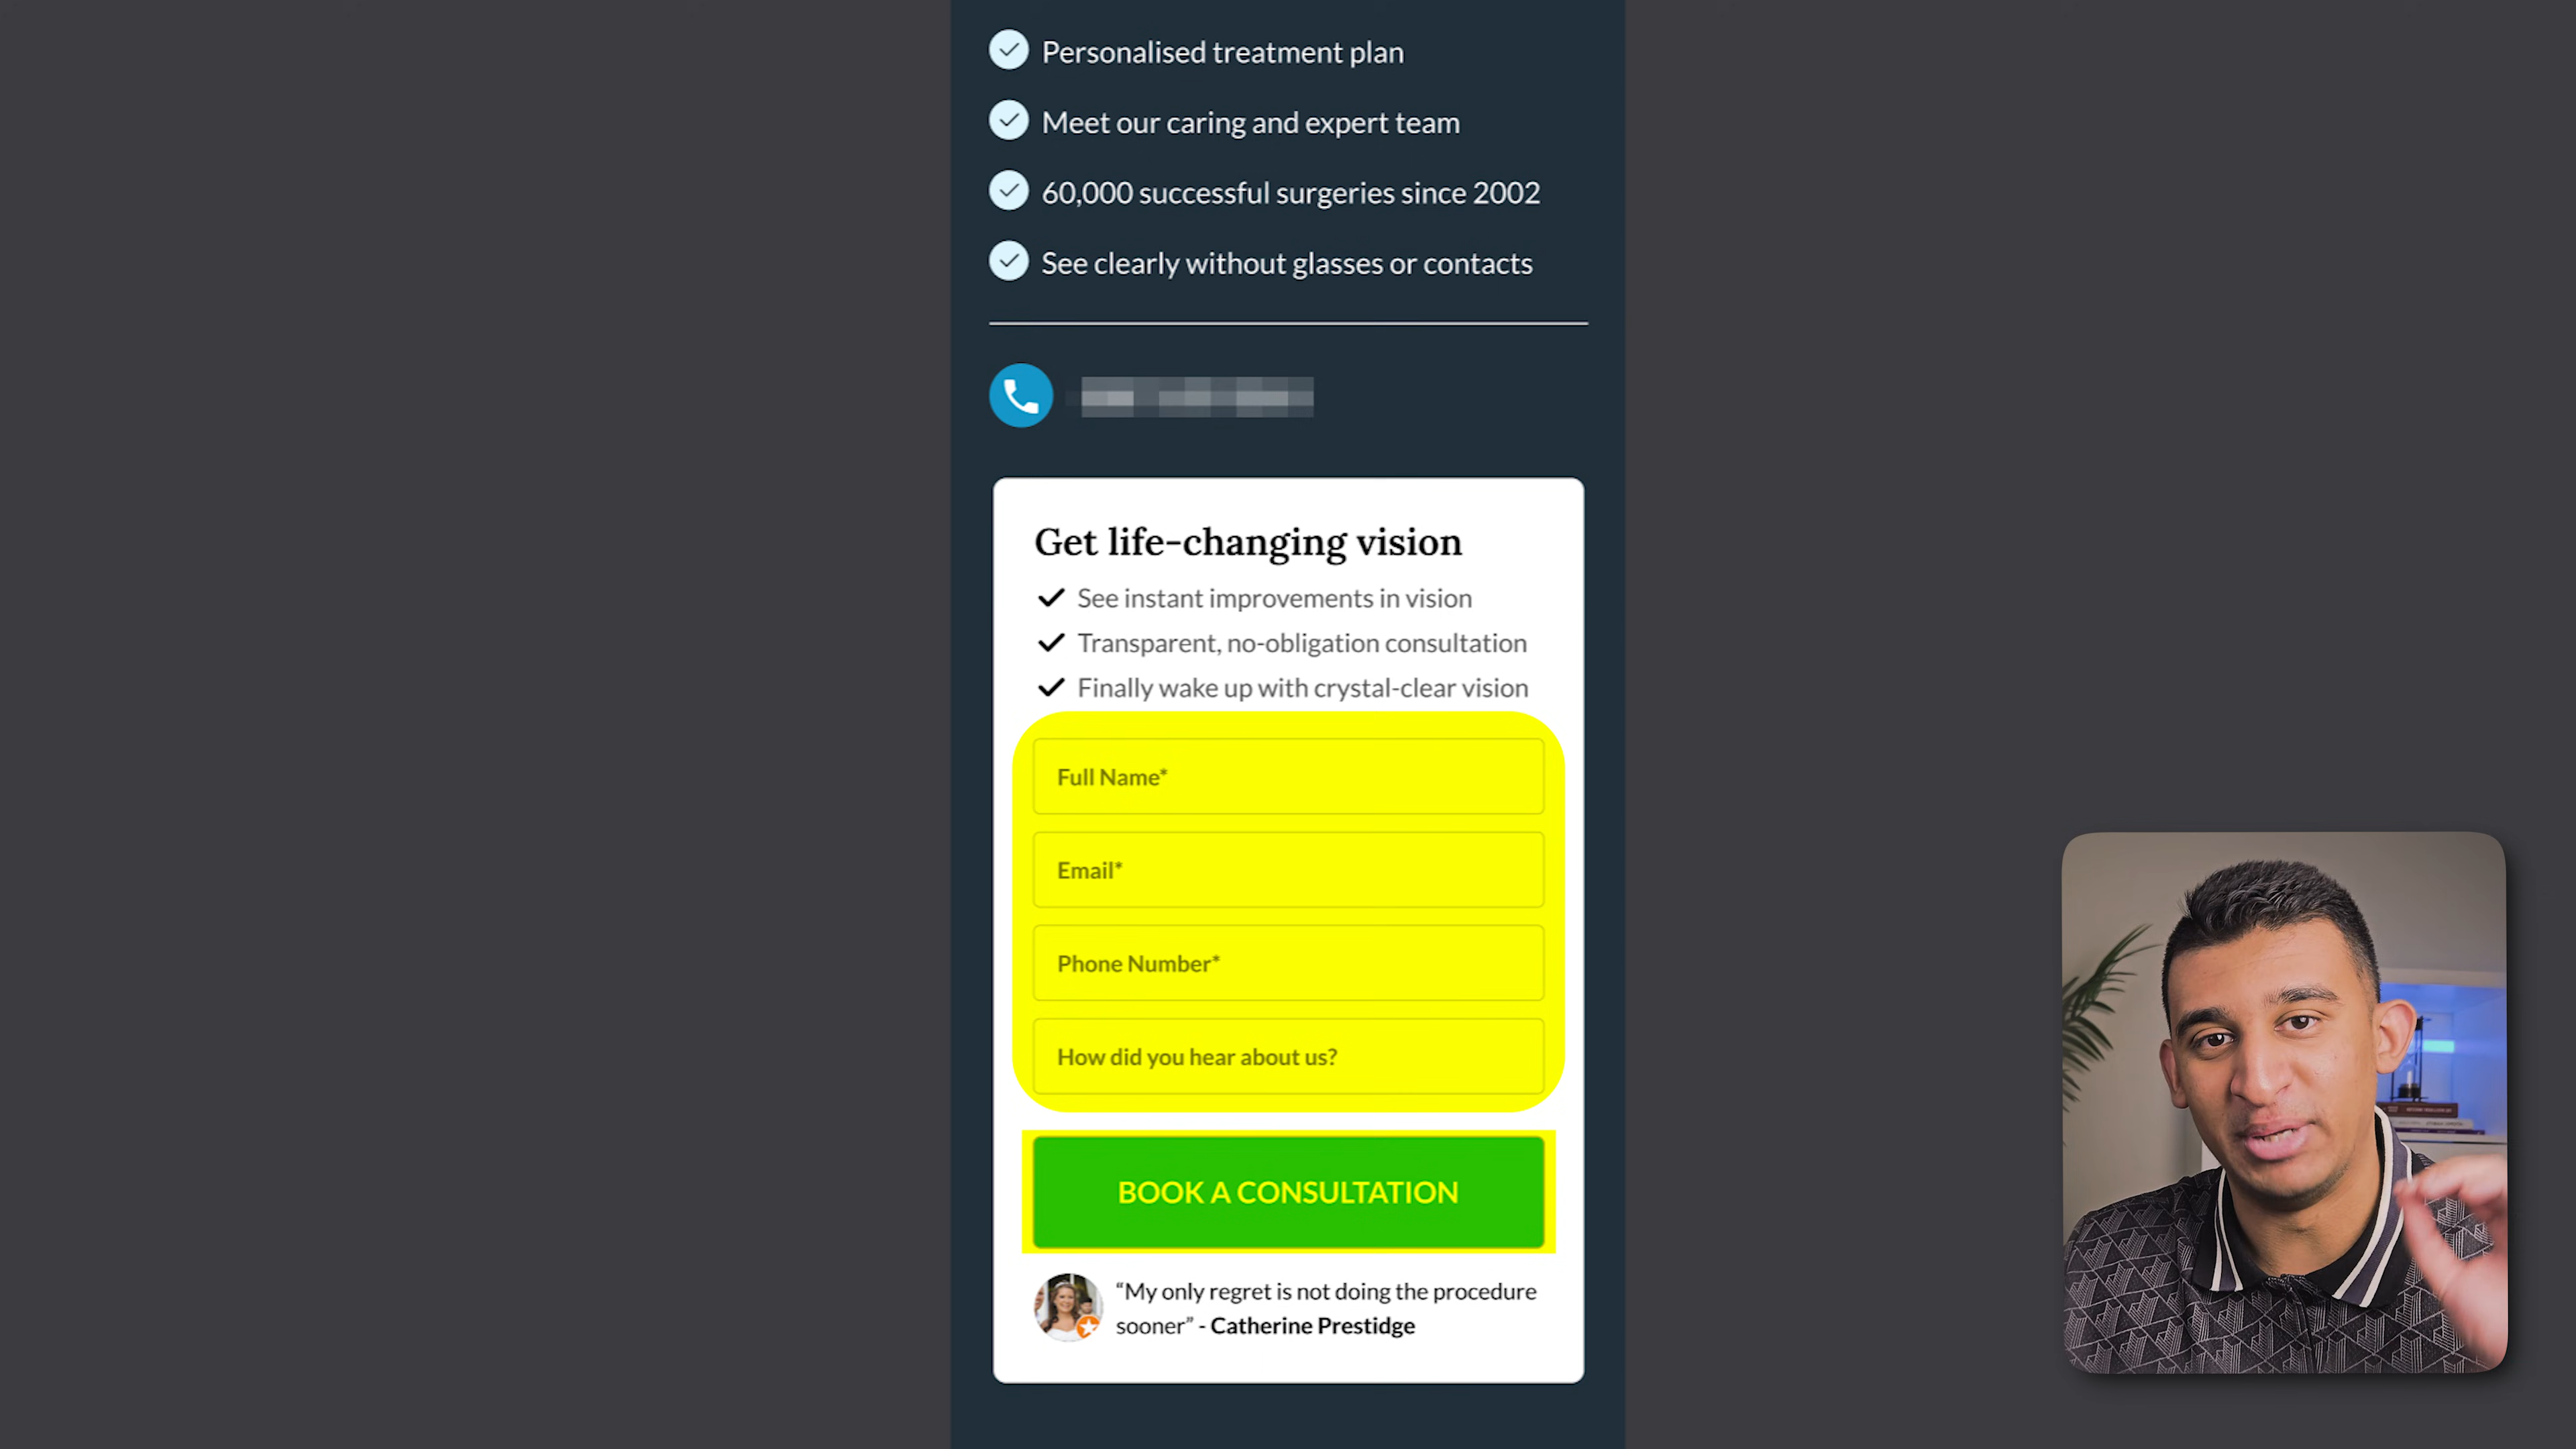 Personalised treatment plan
Meet our caring and expert team
60,000 successful surgeries since 2002
See clearly without glasses or contacts
Get life-changing vision
See instant improvements in vision
Transparent, no-obligation consultation
Finally wake up with crystal-clear vision
Full Name*
Email*
Phone Number*
How did you hear about us?
BOOK A CONSULTATION
“My only regret is not doing the procedure
sooner” - Catherine Prestidge